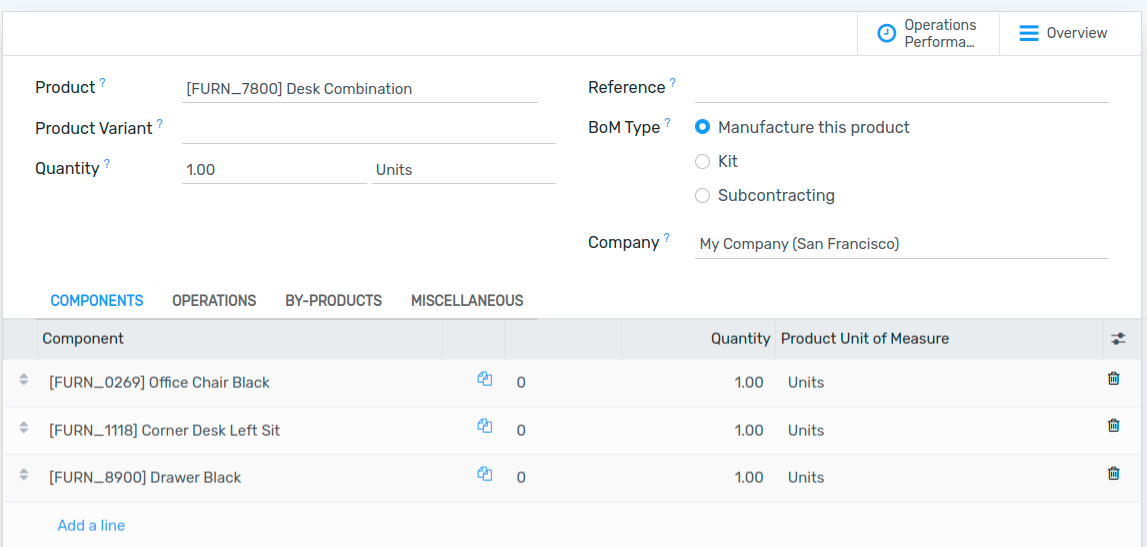 Operations
Performa...
Overview
Product ? [FURN_7800] Desk Combination
Reference ?
Product Variant ?
BoM Type ? Manufacture this product
Kit
Subcontracting
Quantity ? 1.00 Units
Company ? My Company (San Francisco)
COMPONENTS OPERATIONS BY-PRODUCTS MISCELLANEOUS
Component Quantity Product Unit of Measure
[FURN_0269] Office Chair Black 0 1.00 Units
[FURN_1118] Corner Desk Left Sit 0 1.00 Units
[FURN_8900] Drawer Black 0 1.00 Units
Add a line